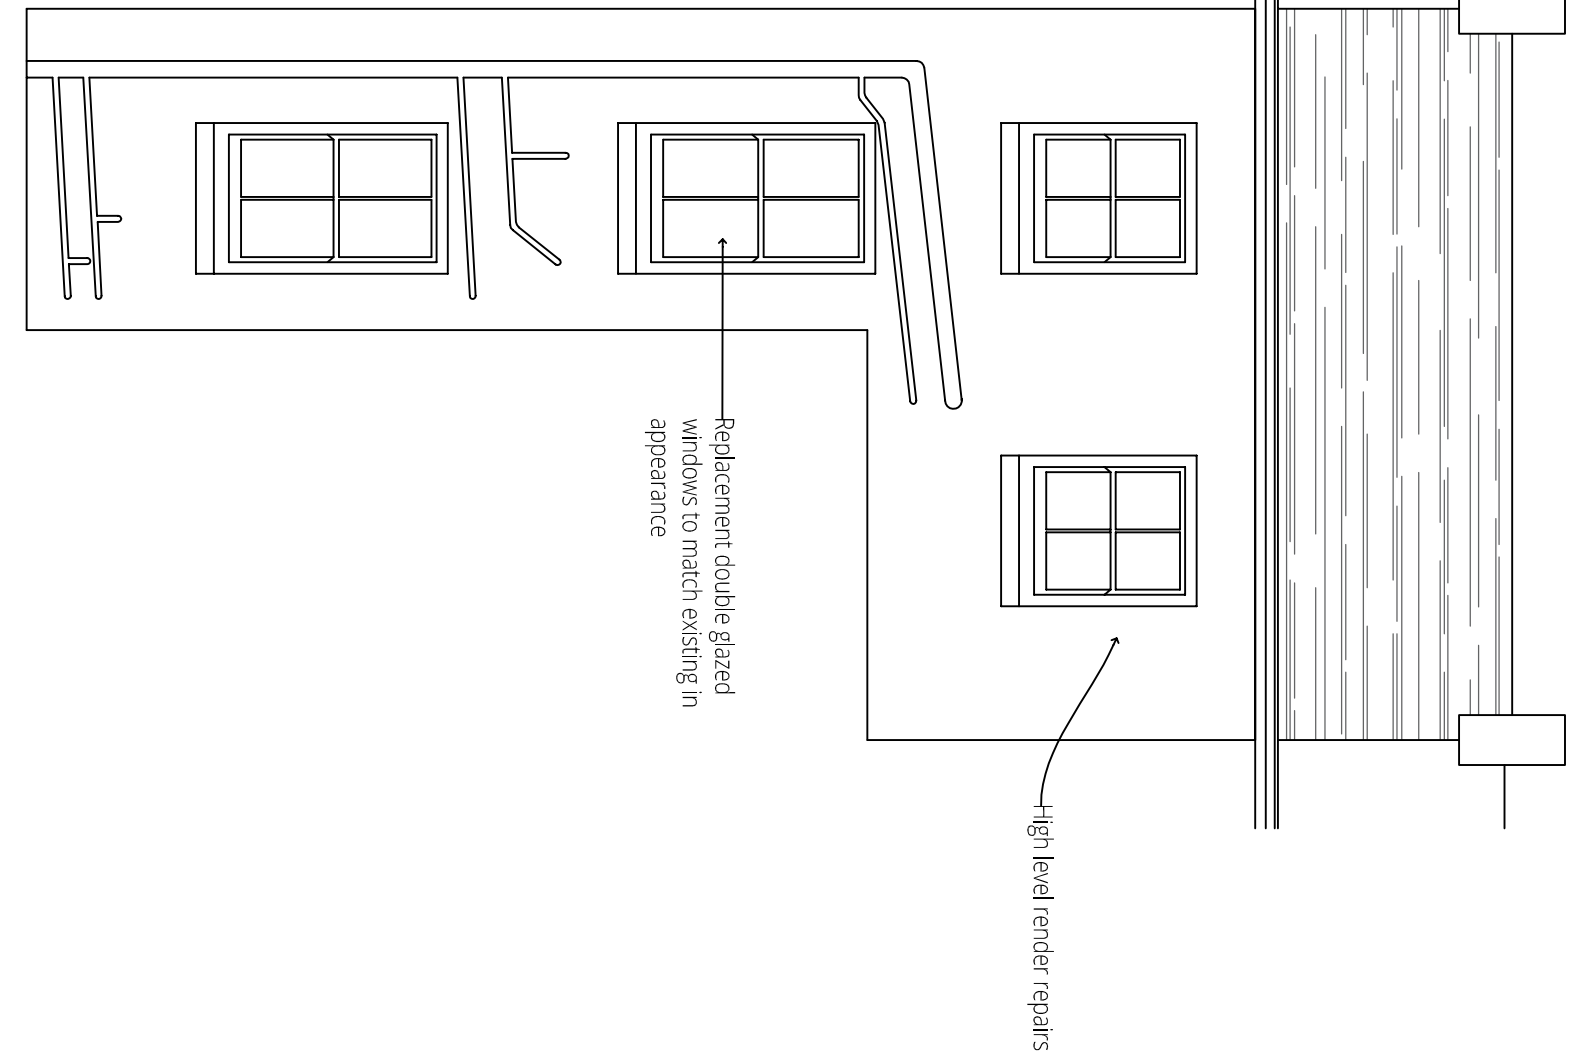 Replacement double glazed
windows to match existing in
appearance
High level render repairs